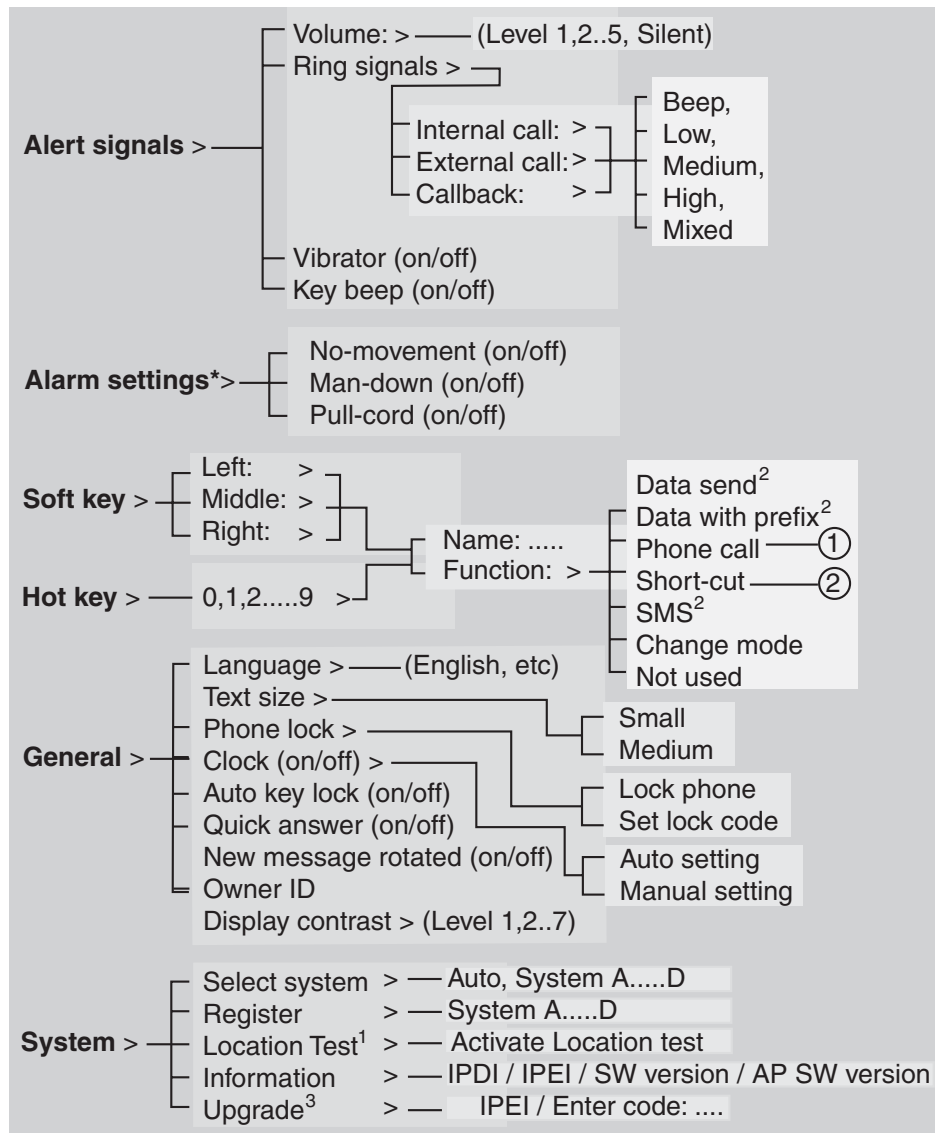 Alert signals >
Volume: > (Level 1,2..5, Silent)
Ring signals >
Internal call: >
External call: >
Callback: >
Beep,
Low,
Medium,
High,
Mixed
Vibrator (on/off)
Key beep (on/off)
Alarm settings*>
No-movement (on/off)
Man-down (on/off)
Pull-cord (on/off)
Soft key >
Left: >
Middle: >
Right: >
Hot key > 0,1,2.....9 >
Name: .....
Function: >
Data send²
Data with prefix²
Phone call ①
Short-cut ②
SMS²
Change mode
Not used
General >
Language > (English, etc)
Text size >
Phone lock >
Clock (on/off) >
Auto key lock (on/off)
Quick answer (on/off)
New message rotated (on/off)
Owner ID
Display contrast > (Level 1,2..7)
Small
Medium
Lock phone
Set lock code
Auto setting
Manual setting
System >
Select system > Auto, System A.....D
Register > System A.....D
Location Test¹ > Activate Location test
Information > IPDI / IPEI / SW version / AP SW version
Upgrade³ > IPEI / Enter code: ....